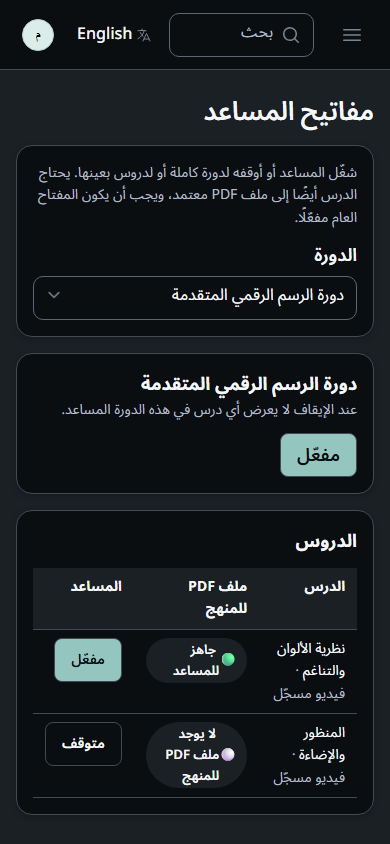 بحث
English
م
مفاتيح المساعد
شغّل المساعد أو أوقفه لدورة كاملة أو لدروس بعينها. يحتاج
الدرس أيضًا إلى ملف PDF معتمد، ويجب أن يكون المفتاح
العام مفعّلًا.
الدورة
دورة الرسم الرقمي المتقدمة
دورة الرسم الرقمي المتقدمة
عند الإيقاف لا يعرض أي درس في هذه الدورة المساعد.
مفعّل
الدروس
الدرس
ملف PDF
للمنهج
المساعد
نظرية الألوان
والتناغم ·
فيديو مسجّل
جاهز
للمساعد
مفعّل
المنظور
والإضاءة ·
فيديو مسجّل
لا يوجد
ملف PDF
للمنهج
متوقف